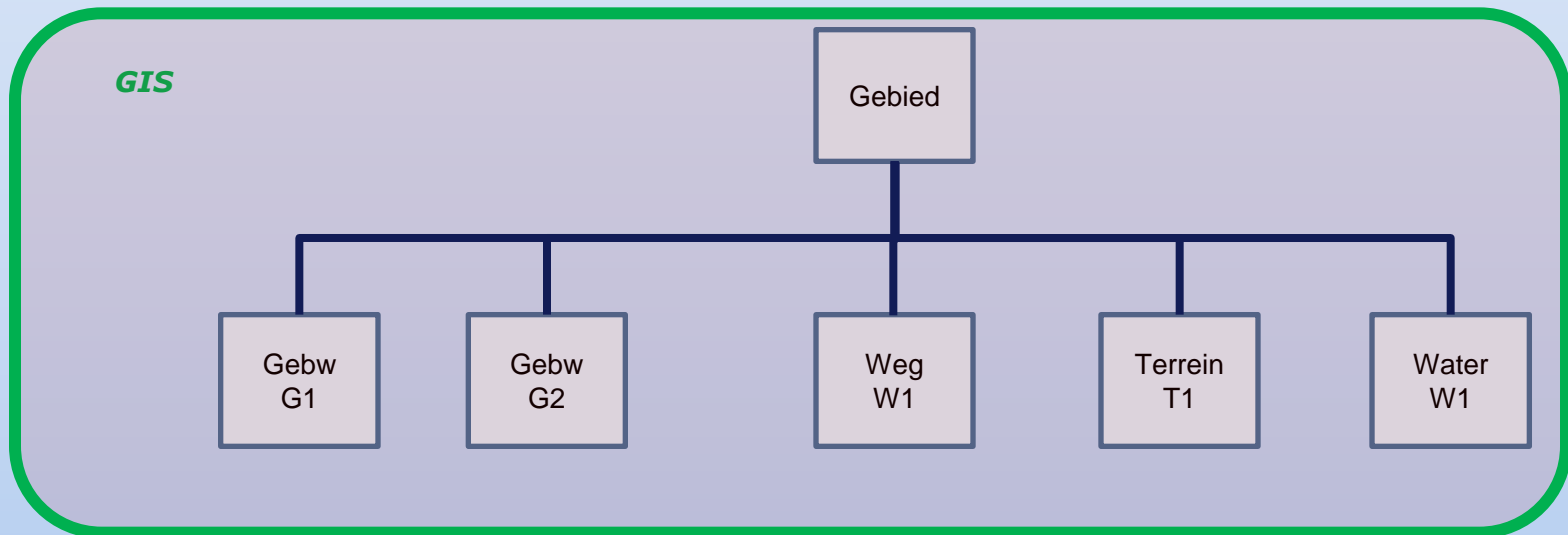 GIS
Gebied
Gebw
G1
Gebw
G2
Weg
W1
Terrein
T1
Water
W1